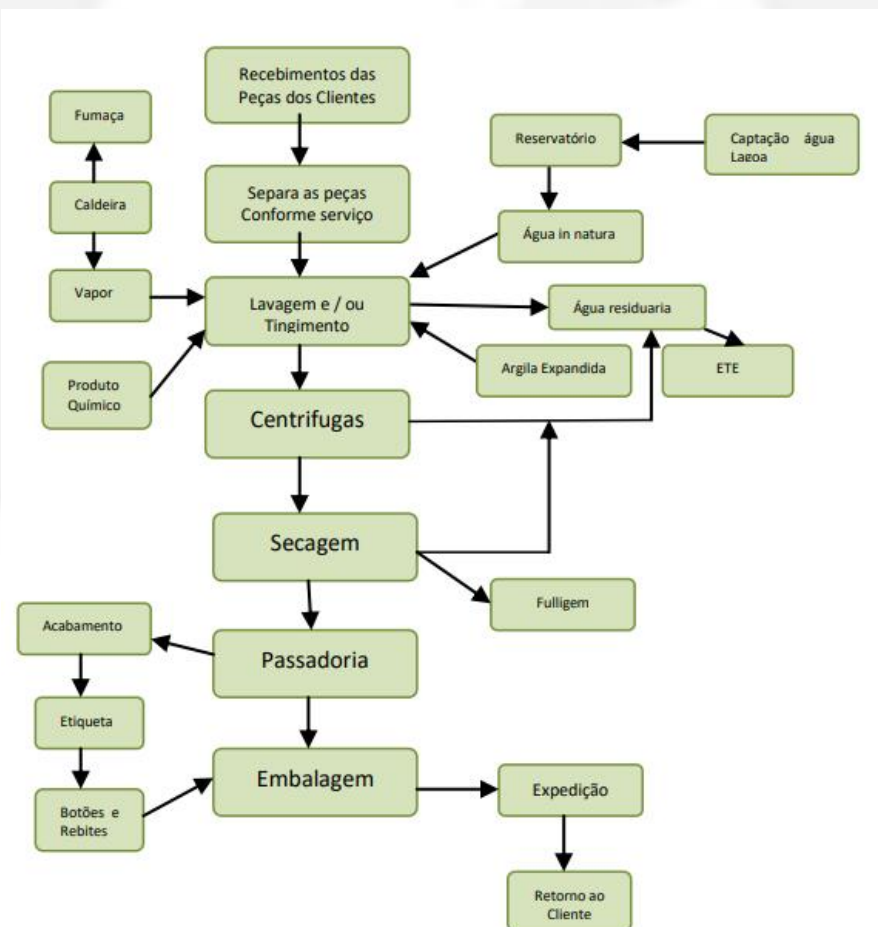 Recebimentos das
Peças dos Clientes
Fumaça
Reservatório
Captação água
Lagoa
Separa as peças
Conforme serviço
Caldeira
Água in natura
Vapor
Lavagem e / ou
Tingimento
Água residuaria
Produto
Químico
Argila Expandida
ETE
Centrifugas
Secagem
Fulligem
Acabamento
Passadoria
Etiqueta
Embalagem
Expedição
Botões e
Rebites
Retorno ao
Cliente